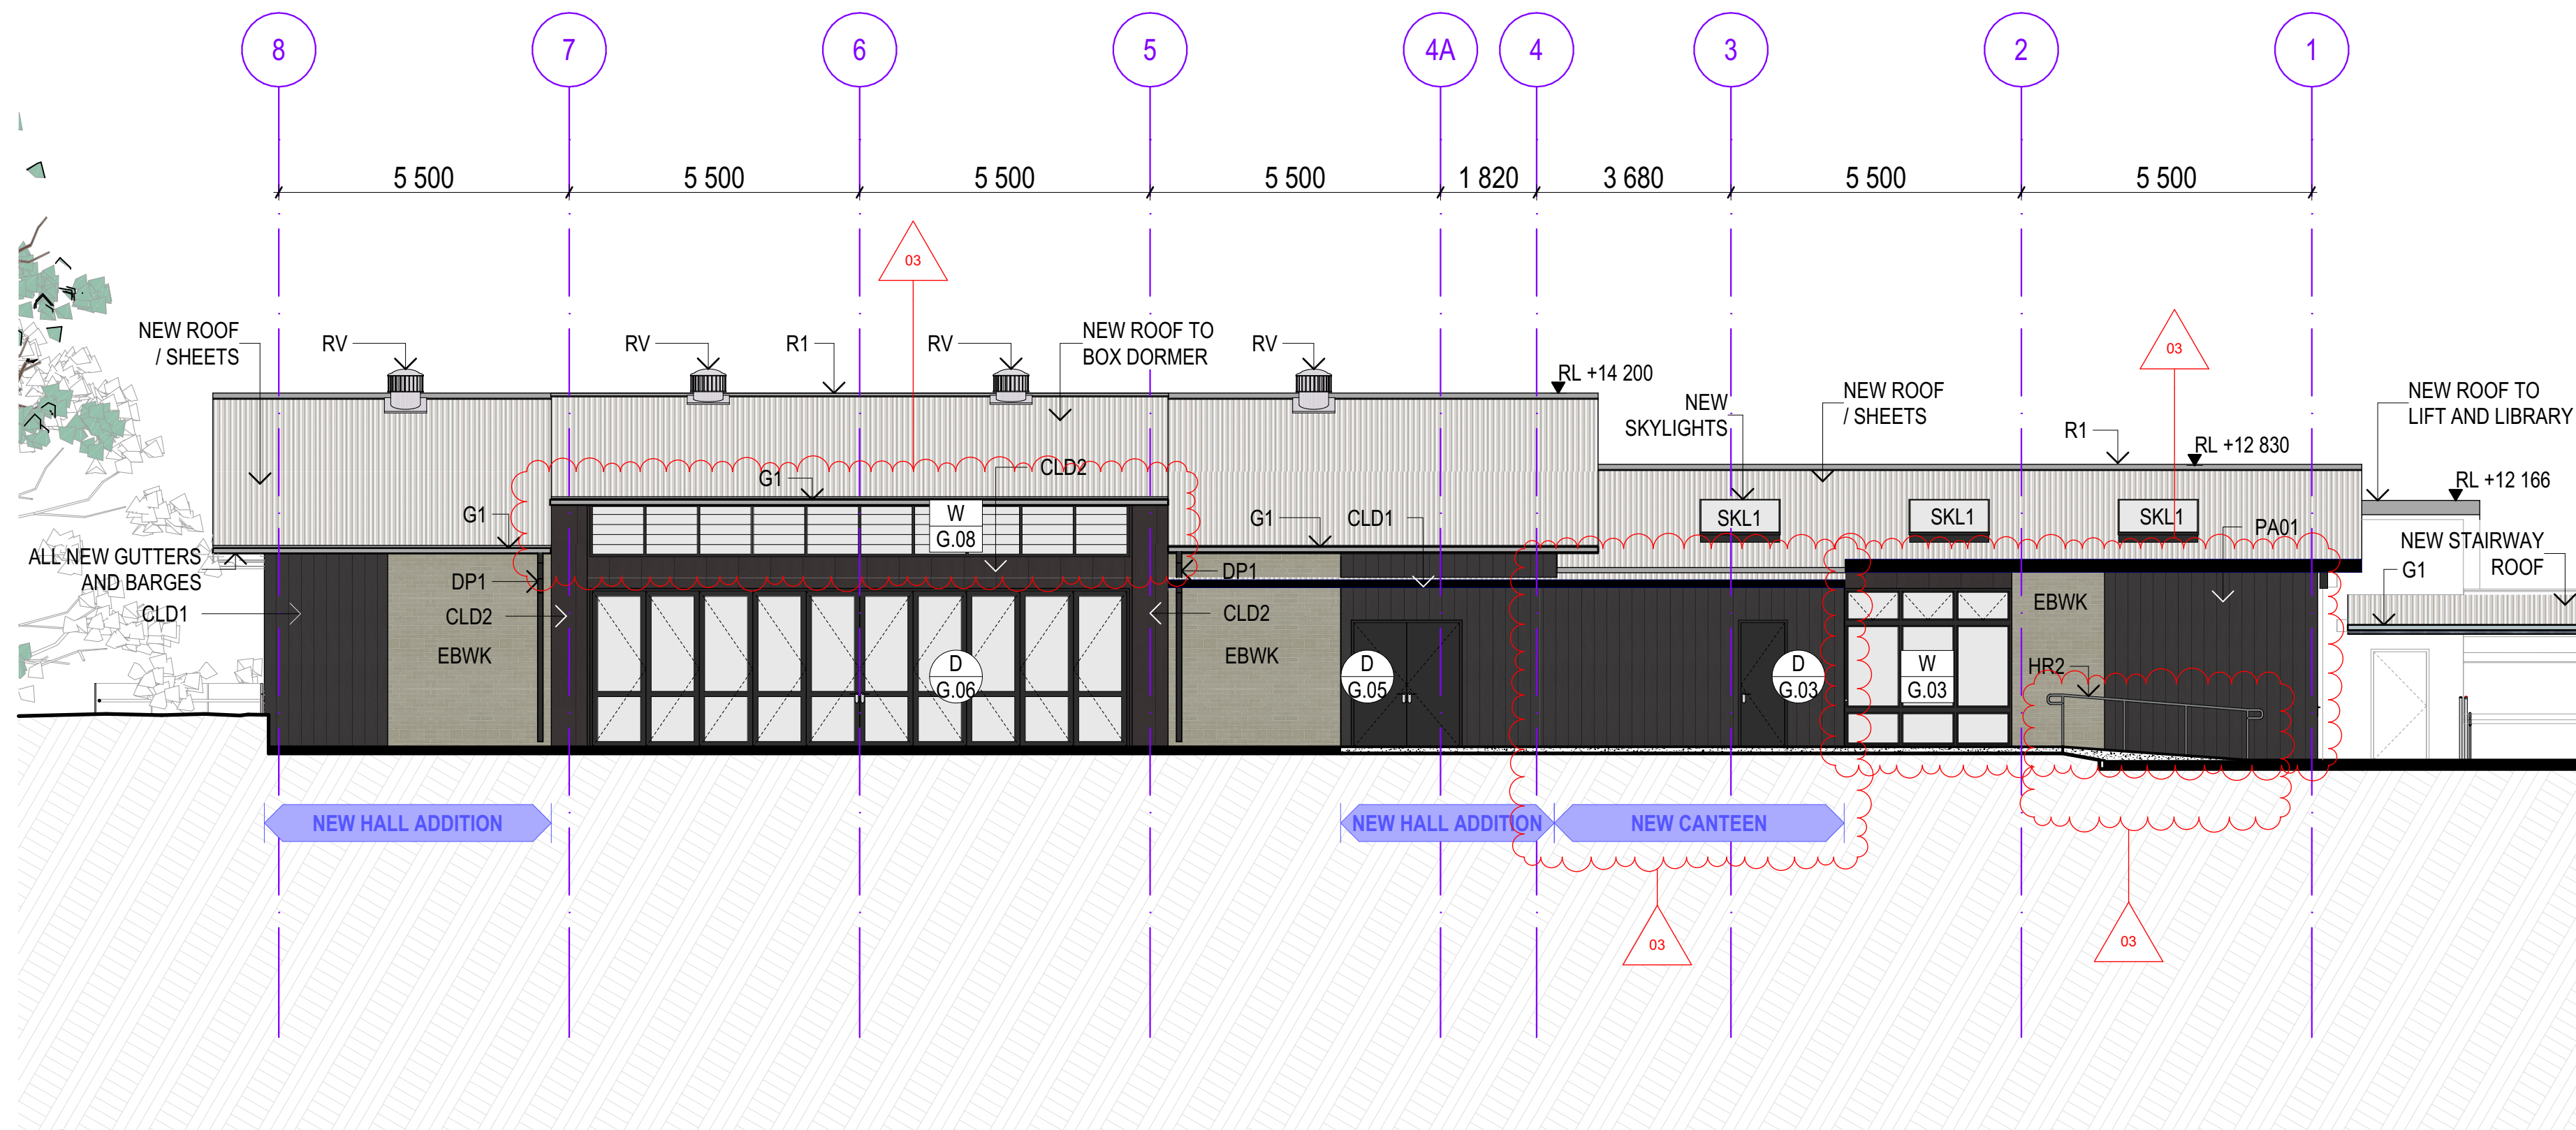 8 7 6 5 4A 4 3 2 1
5 500 5 500 5 500 5 500 1 820 3 680 5 500 5 500
03
03
NEW ROOF
/ SHEETS
RV
RV
R1
RV
NEW ROOF TO
BOX DORMER
RV
RL +14 200
NEW
SKYLIGHTS
NEW ROOF
/ SHEETS
R1
RL +12 830
NEW ROOF TO
LIFT AND LIBRARY
RL +12 166
CLD2
G1
G1
W
G.08
G1
CLD1
SKL1
SKL1
SKL1
PA01
NEW STAIRWAY
ROOF
G1
ALL NEW GUTTERS
AND BARGES
CLD1
DP1
CLD2
EBWK
DP1
CLD2
EBWK
EBWK
HR2
D
G.06
D
G.05
D
G.03
W
G.03
NEW HALL ADDITION
NEW HALL ADDITION
NEW CANTEEN
03
03